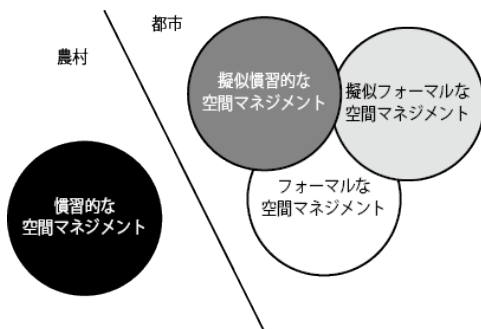 都市
農村
擬似慣習的な
空間マネジメント
擬似フォーマルな
空間マネジメント
フォーマルな
空間マネジメント
慣習的な
空間マネジメント